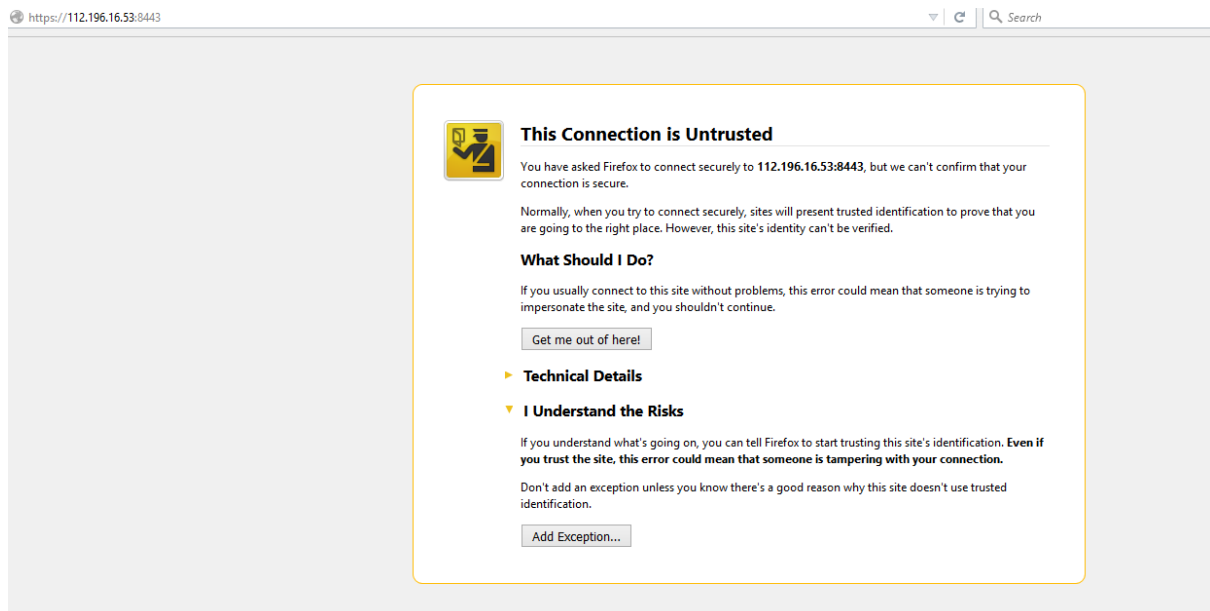 https://112.196.16.53:8443
Search
This Connection is Untrusted
You have asked Firefox to connect securely to 112.196.16.53:8443, but we can't confirm that your
connection is secure.
Normally, when you try to connect securely, sites will present trusted identification to prove that you
are going to the right place. However, this site's identity can't be verified.
What Should I Do?
If you usually connect to this site without problems, this error could mean that someone is trying to
impersonate the site, and you shouldn't continue.
Get me out of here!
Technical Details
I Understand the Risks
If you understand what's going on, you can tell Firefox to start trusting this site's identification. Even if
you trust the site, this error could mean that someone is tampering with your connection.
Don't add an exception unless you know there's a good reason why this site doesn't use trusted
identification.
Add Exception...